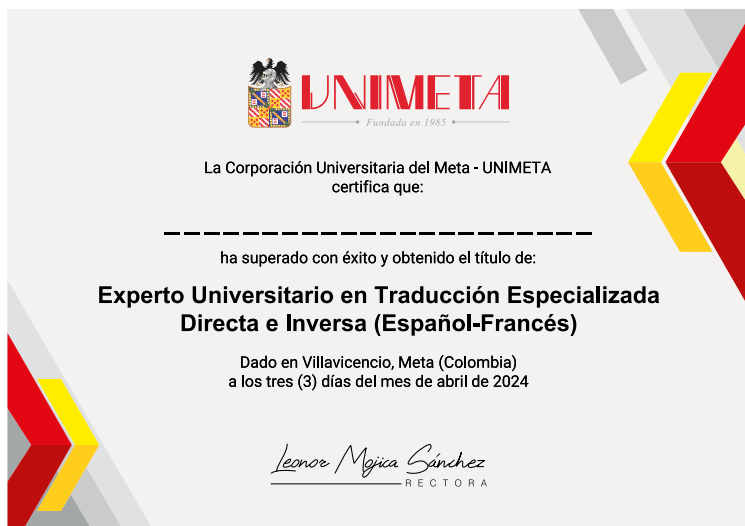 UNIMETA
Fundada en 1985
La Corporación Universitaria del Meta - UNIMETA
certifica que:
ha superado con éxito y obtenido el título de:
Experto Universitario en Traducción Especializada
Directa e Inversa (Español-Francés)
Dado en Villavicencio, Meta (Colombia)
a los tres (3) días del mes de abril de 2024
Leonor Mojica Sánchez
RECTORA